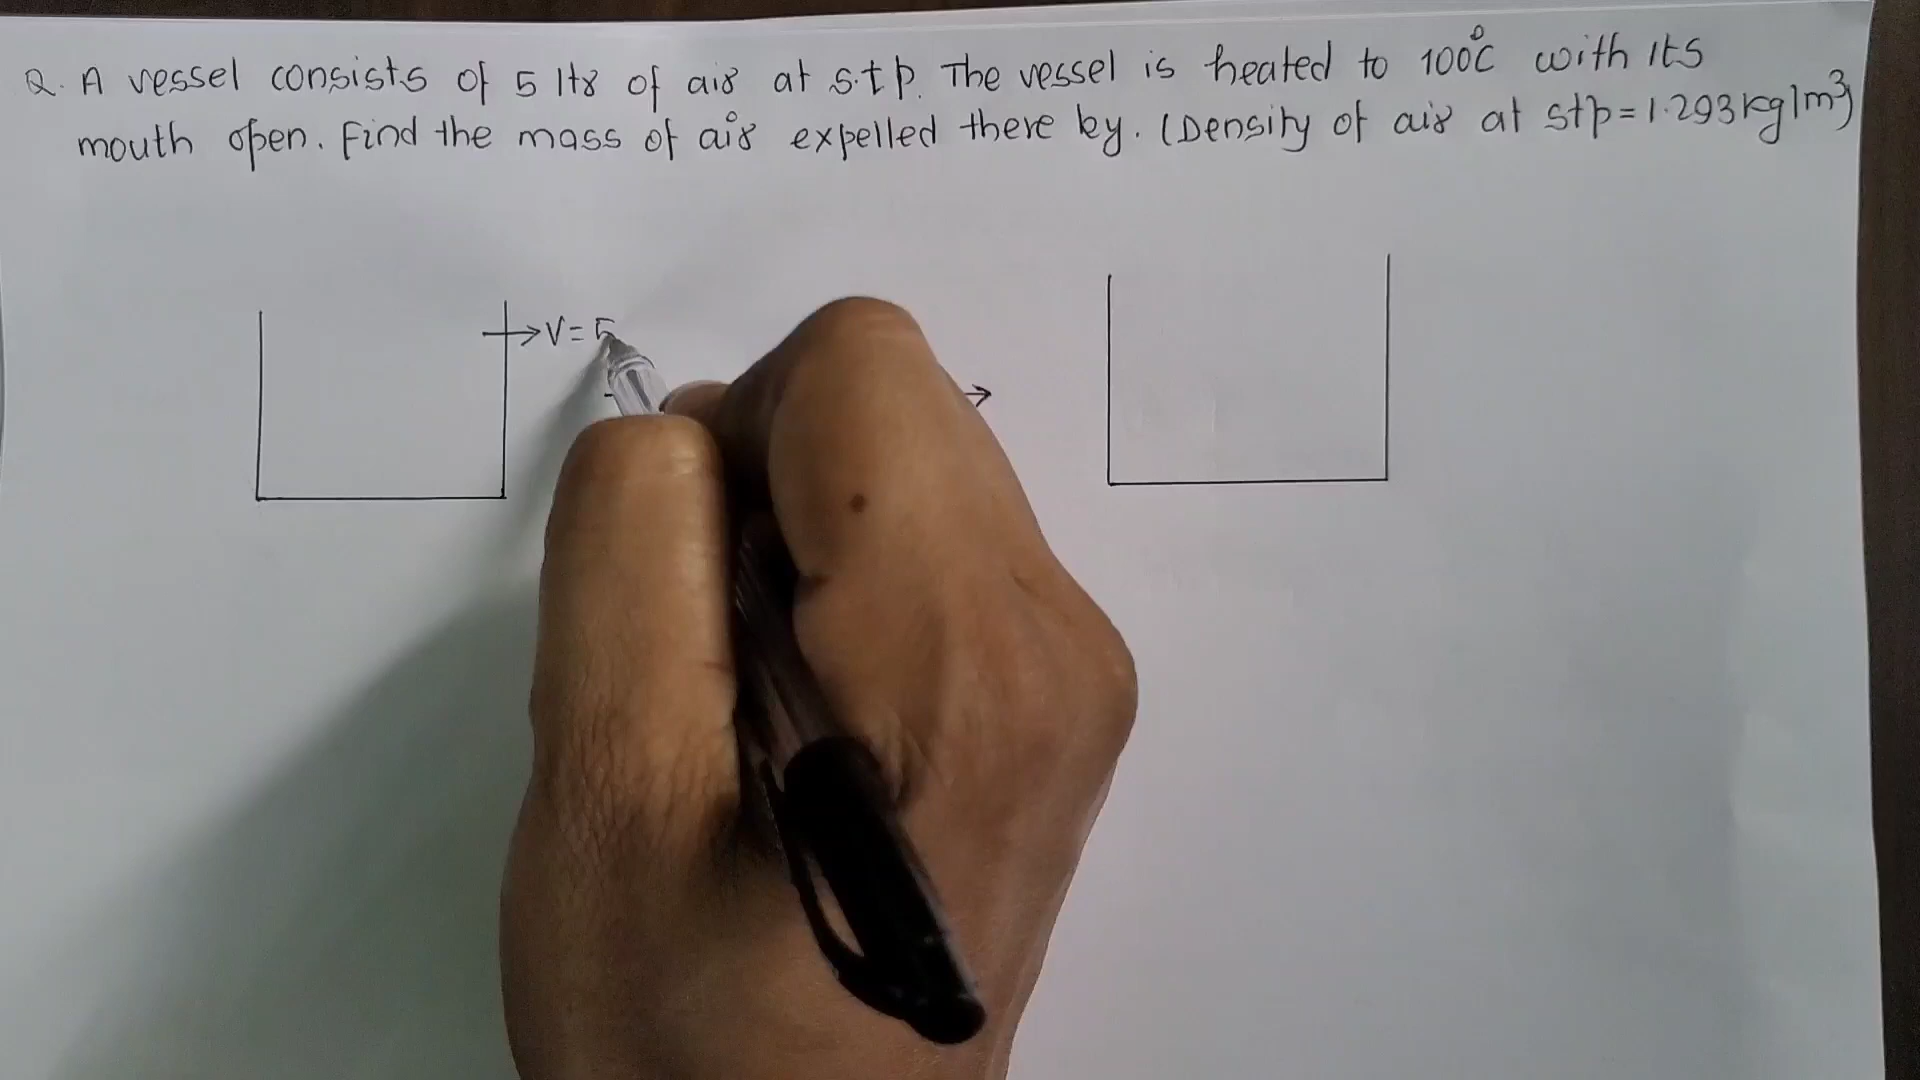 Q. A vessel consists of 5 ltr of air at s.t.p. The vessel is heated to 100°C with its
mouth open. Find the mass of air expelled there by. (Density of air at stp = 1.293 kg/m³)
V = 5